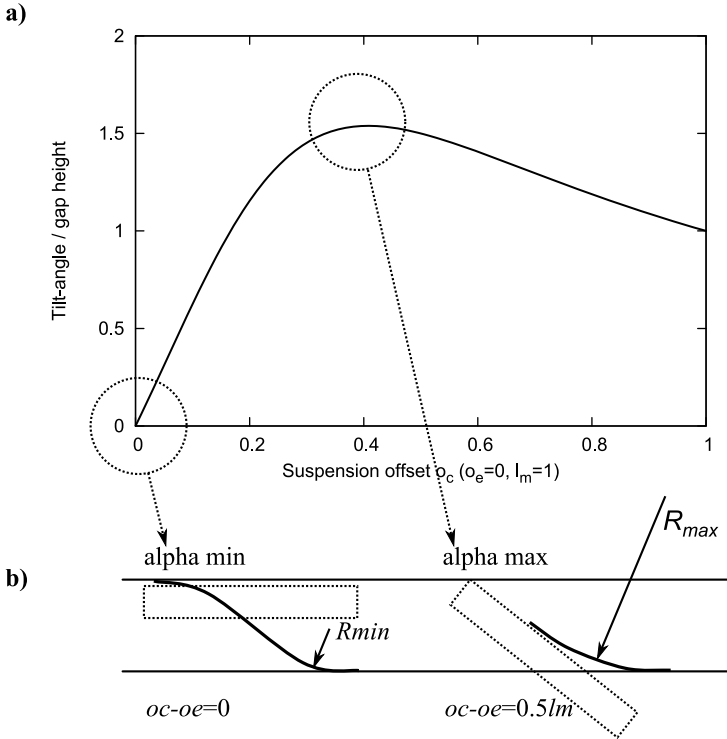 a)
2
1.5
1
0.5
0
Tilt-angle / gap height
0 0.2 0.4 0.6 0.8 1
Suspension offset o_c (o_e=0, l_m=1)
R_max
alpha min alpha max
b)
Rmin
oc-oe=0 oc-oe=0.5lm